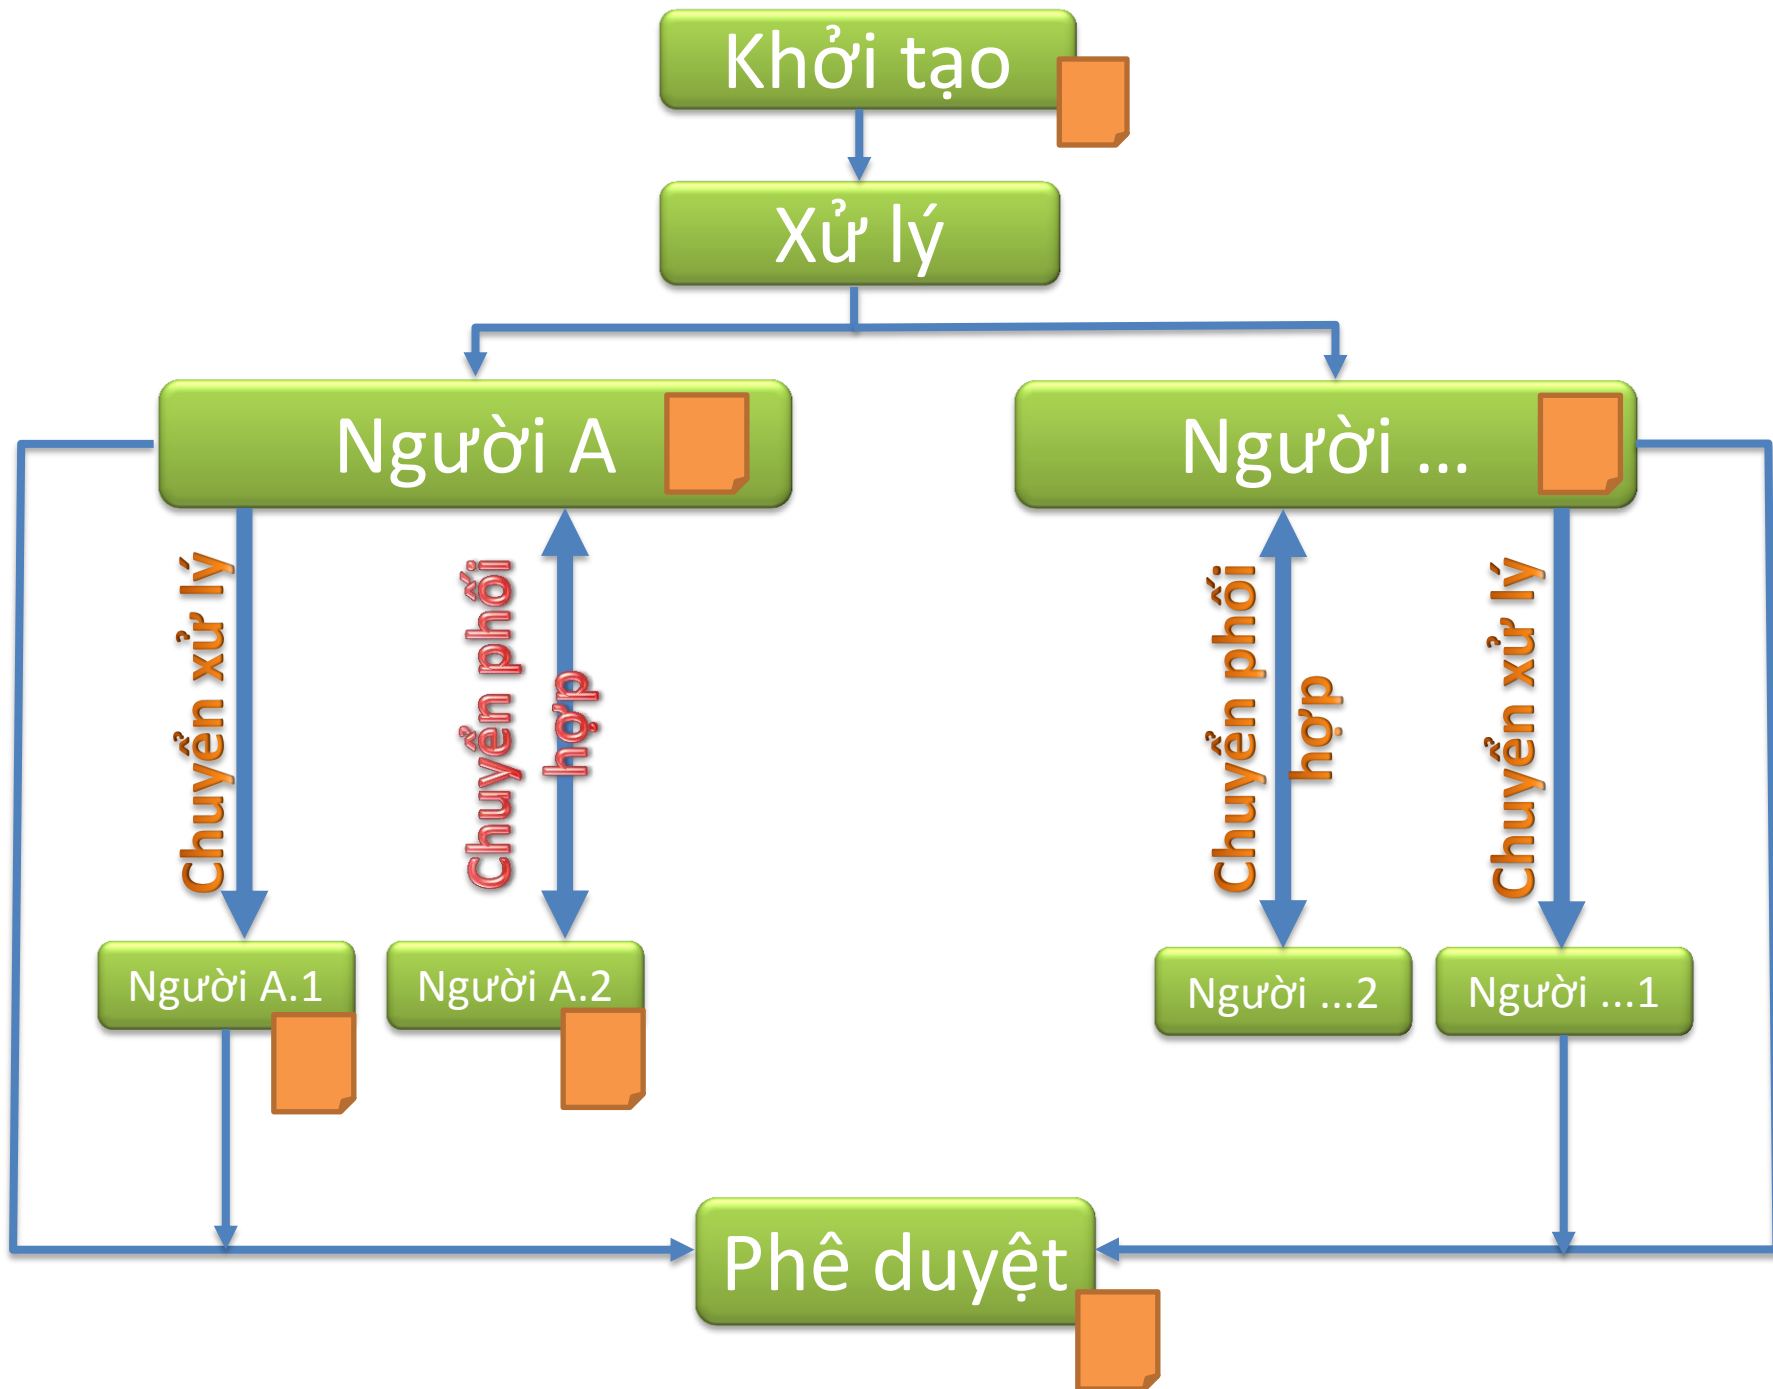 Khởi tạo
Xử lý
Người A
Người ...
Chuyển xử lý
Chuyển phối
hợp
Chuyển phối
hợp
Chuyển xử lý
Người A.1
Người A.2
Người ...2
Người ...1
Phê duyệt